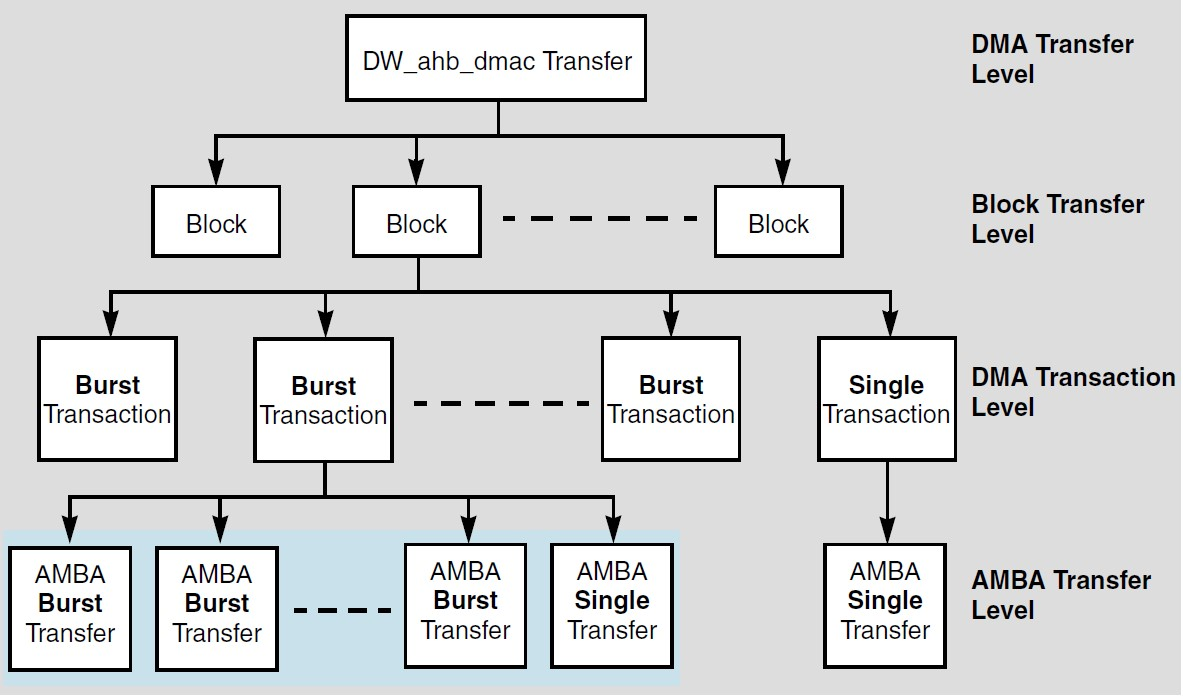 DW_ahb_dmac Transfer
DMA Transfer
Level
Block
Block
Block
Block Transfer
Level
Burst
Transaction
Burst
Transaction
Burst
Transaction
Single
Transaction
DMA Transaction
Level
AMBA
Burst
Transfer
AMBA
Burst
Transfer
AMBA
Burst
Transfer
AMBA
Single
Transfer
AMBA
Single
Transfer
AMBA Transfer
Level